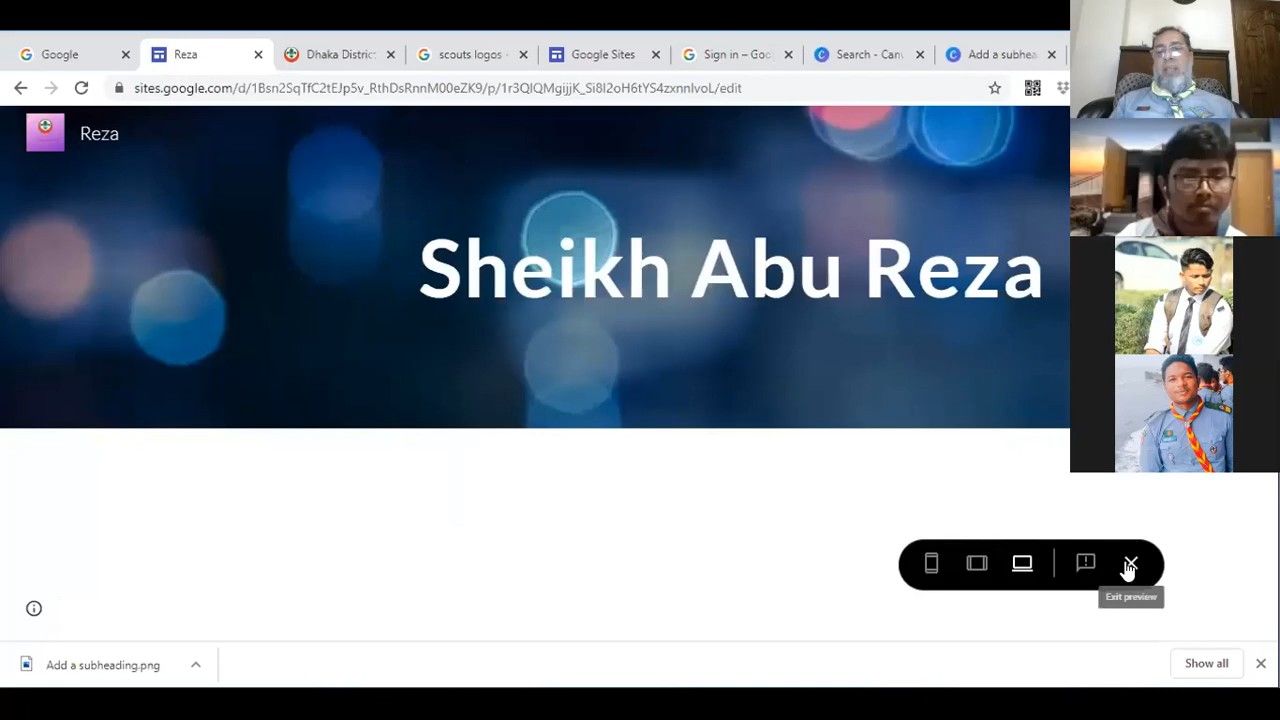 Google
Reza
Dhaka District
scouts logos -
Google Sites
Sign in – Goo
Search - Can
Add a subhea
sites.google.com/d/1Bsn2SqTfC2tEJp5v_RthDsRnnM00eZK9/p/1r3QlQMgijjK_Si8I2oH6tYS4zxnnlvoL/edit
Reza
Sheikh Abu Reza
Exit preview
Add a subheading.png
Show all